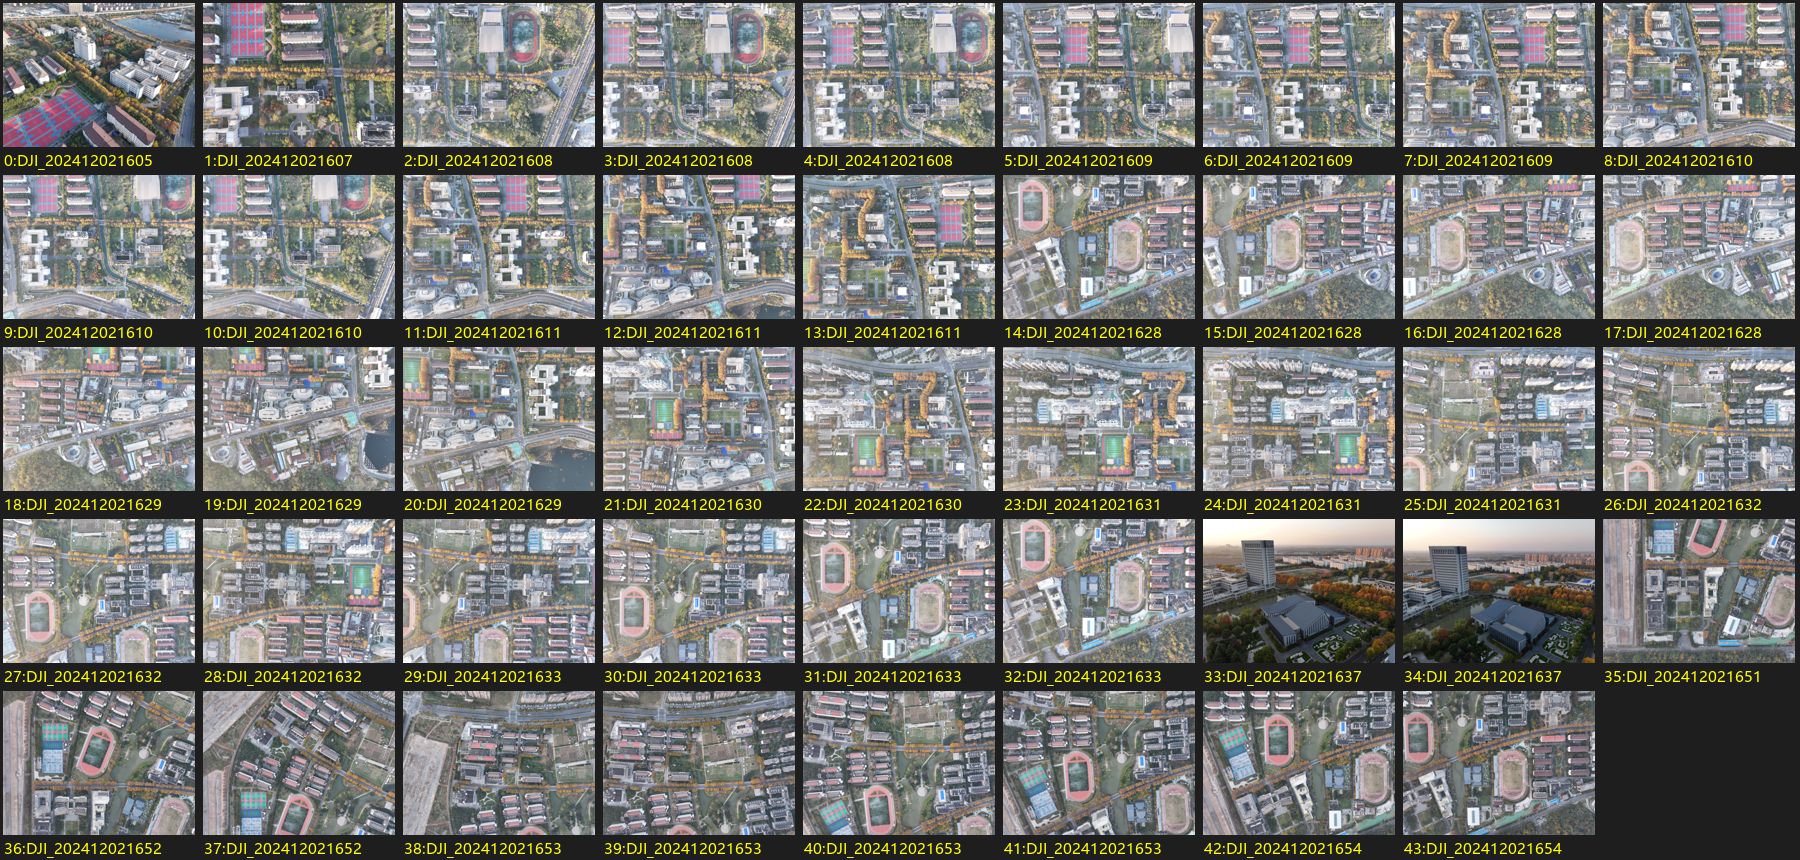 0:DJI_202412021605
1:DJI_202412021607
2:DJI_202412021608
3:DJI_202412021608
4:DJI_202412021608
5:DJI_202412021609
6:DJI_202412021609
7:DJI_202412021609
8:DJI_202412021610
9:DJI_202412021610
10:DJI_202412021610
11:DJI_202412021611
12:DJI_202412021611
13:DJI_202412021611
14:DJI_202412021628
15:DJI_202412021628
16:DJI_202412021628
17:DJI_202412021628
18:DJI_202412021629
19:DJI_202412021629
20:DJI_202412021629
21:DJI_202412021630
22:DJI_202412021630
23:DJI_202412021631
24:DJI_202412021631
25:DJI_202412021631
26:DJI_202412021632
27:DJI_202412021632
28:DJI_202412021632
29:DJI_202412021633
30:DJI_202412021633
31:DJI_202412021633
32:DJI_202412021633
33:DJI_202412021637
34:DJI_202412021637
35:DJI_202412021651
36:DJI_202412021652
37:DJI_202412021652
38:DJI_202412021653
39:DJI_202412021653
40:DJI_202412021653
41:DJI_202412021653
42:DJI_202412021654
43:DJI_202412021654